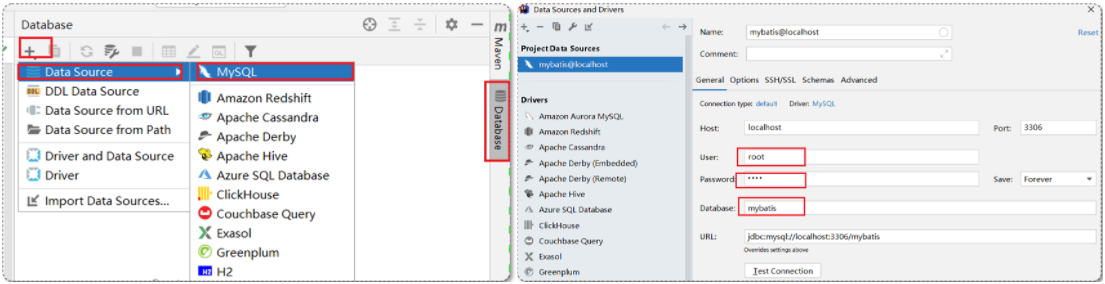 Database
Data Source
MySQL
DDL Data Source
Data Source from URL
Data Source from Path
Driver and Data Source
Driver
Import Data Sources...
Amazon Redshift
Apache Cassandra
Apache Derby
Apache Hive
Azure SQL Database
ClickHouse
Couchbase Query
Exasol
Greenplum
H2
Maven
Database
Data Sources and Drivers
Project Data Sources
mybatis@localhost
Drivers
Amazon Aurora MySQL
Amazon Redshift
Apache Cassandra
Apache Derby (Embedded)
Apache Derby (Remote)
Apache Hive
Azure SQL Database
ClickHouse
Couchbase Query
Exasol
Greenplum
Name: mybatis@localhost Reset
Comment:
General Options SSH/SSL Schemas Advanced
Connection type: default Driver: MySQL
Host: localhost Port: 3306
User: root
Password: •••• Save: Forever
Database: mybatis
URL: jdbc:mysql://localhost:3306/mybatis
Overrides settings above
Test Connection